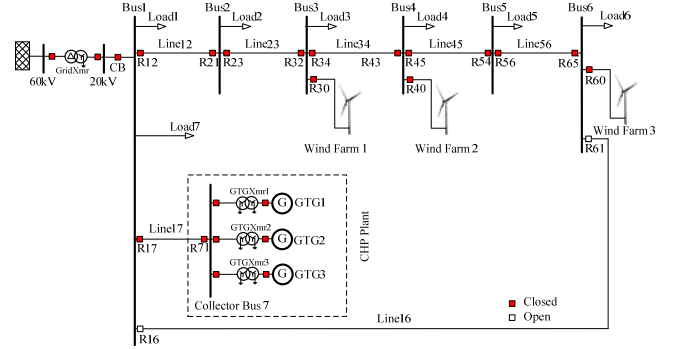 Bus1 Bus2 Bus3 Bus4 Bus5 Bus6
Load1 Load2 Load3 Load4 Load5 Load6
Line12 Line23 Line34 Line45 Line56
GridXmr CB R12 R21 R23 R32 R34 R43 R45 R54 R56 R65
60kV 20kV
R30 R40 R60
Wind Farm 1 Wind Farm 2 Wind Farm 3
Load7
R61
GTGXmr1
G GTG1
GTGXmr2
Line17
G GTG2
R17 R71
GTGXmr3
G GTG3
CHP Plant
Collector Bus 7
Closed
Line16
Open
R16